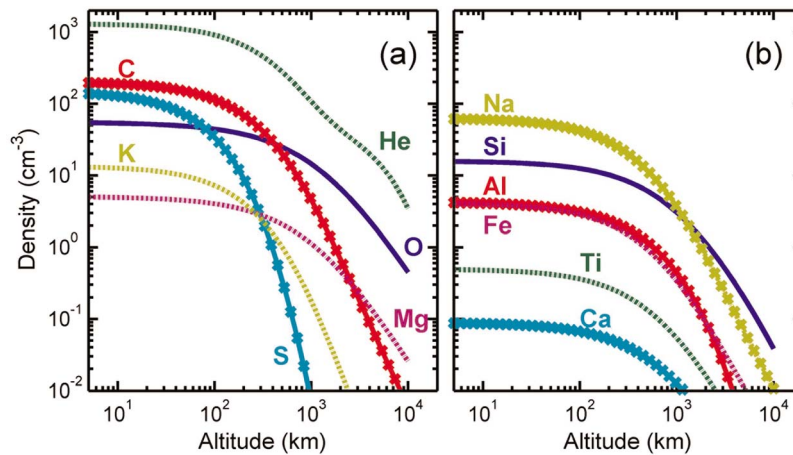 (a)
(b)
10³
10²
10¹
10⁰
10⁻¹
10⁻²
Density (cm⁻³)
C
He
K
O
Mg
S
Na
Si
Al
Fe
Ti
Ca
10¹ 10² 10³ 10⁴
10¹ 10² 10³ 10⁴
Altitude (km)
Altitude (km)